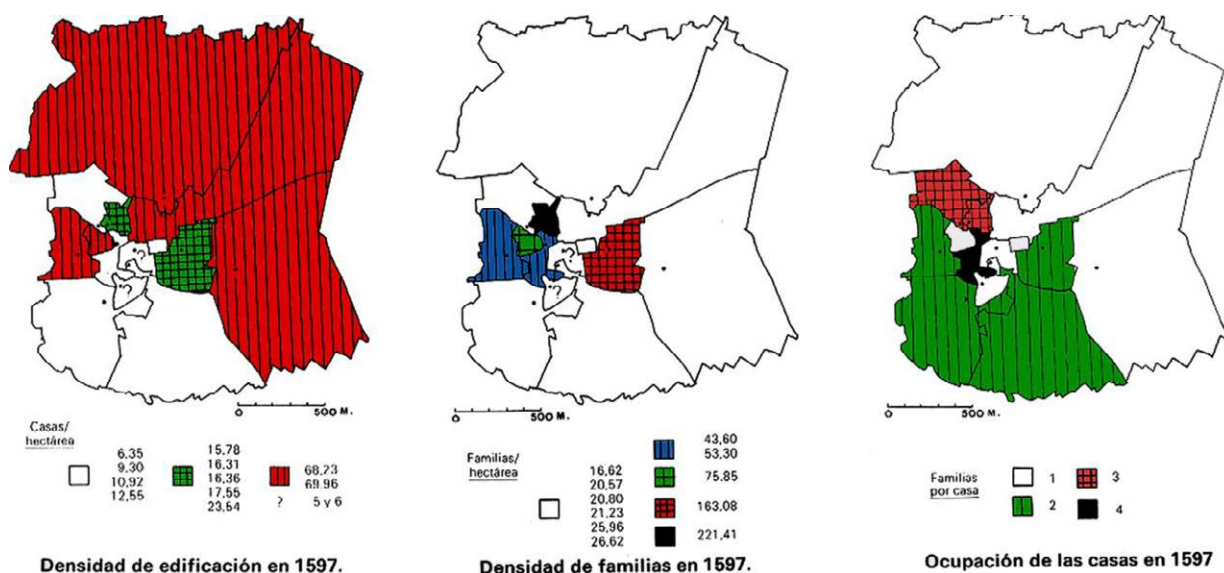 ?
?
0 500 M.
Casas/
hectárea
6,35
9,30
10,92
12,55
15,78
16,31
16,36
17,55
23,54
68,23
69,96
? 5 y 6
Densidad de edificación en 1597.
?
?
0 500 M.
Familias/
hectárea
16,62
20,57
20,80
21,23
25,96
26,62
43,60
53,30
75,85
163,08
221,41
Densidad de familias en 1597.
0 500 M.
Familias
por casa
1
2
3
4
Ocupación de las casas en 1597